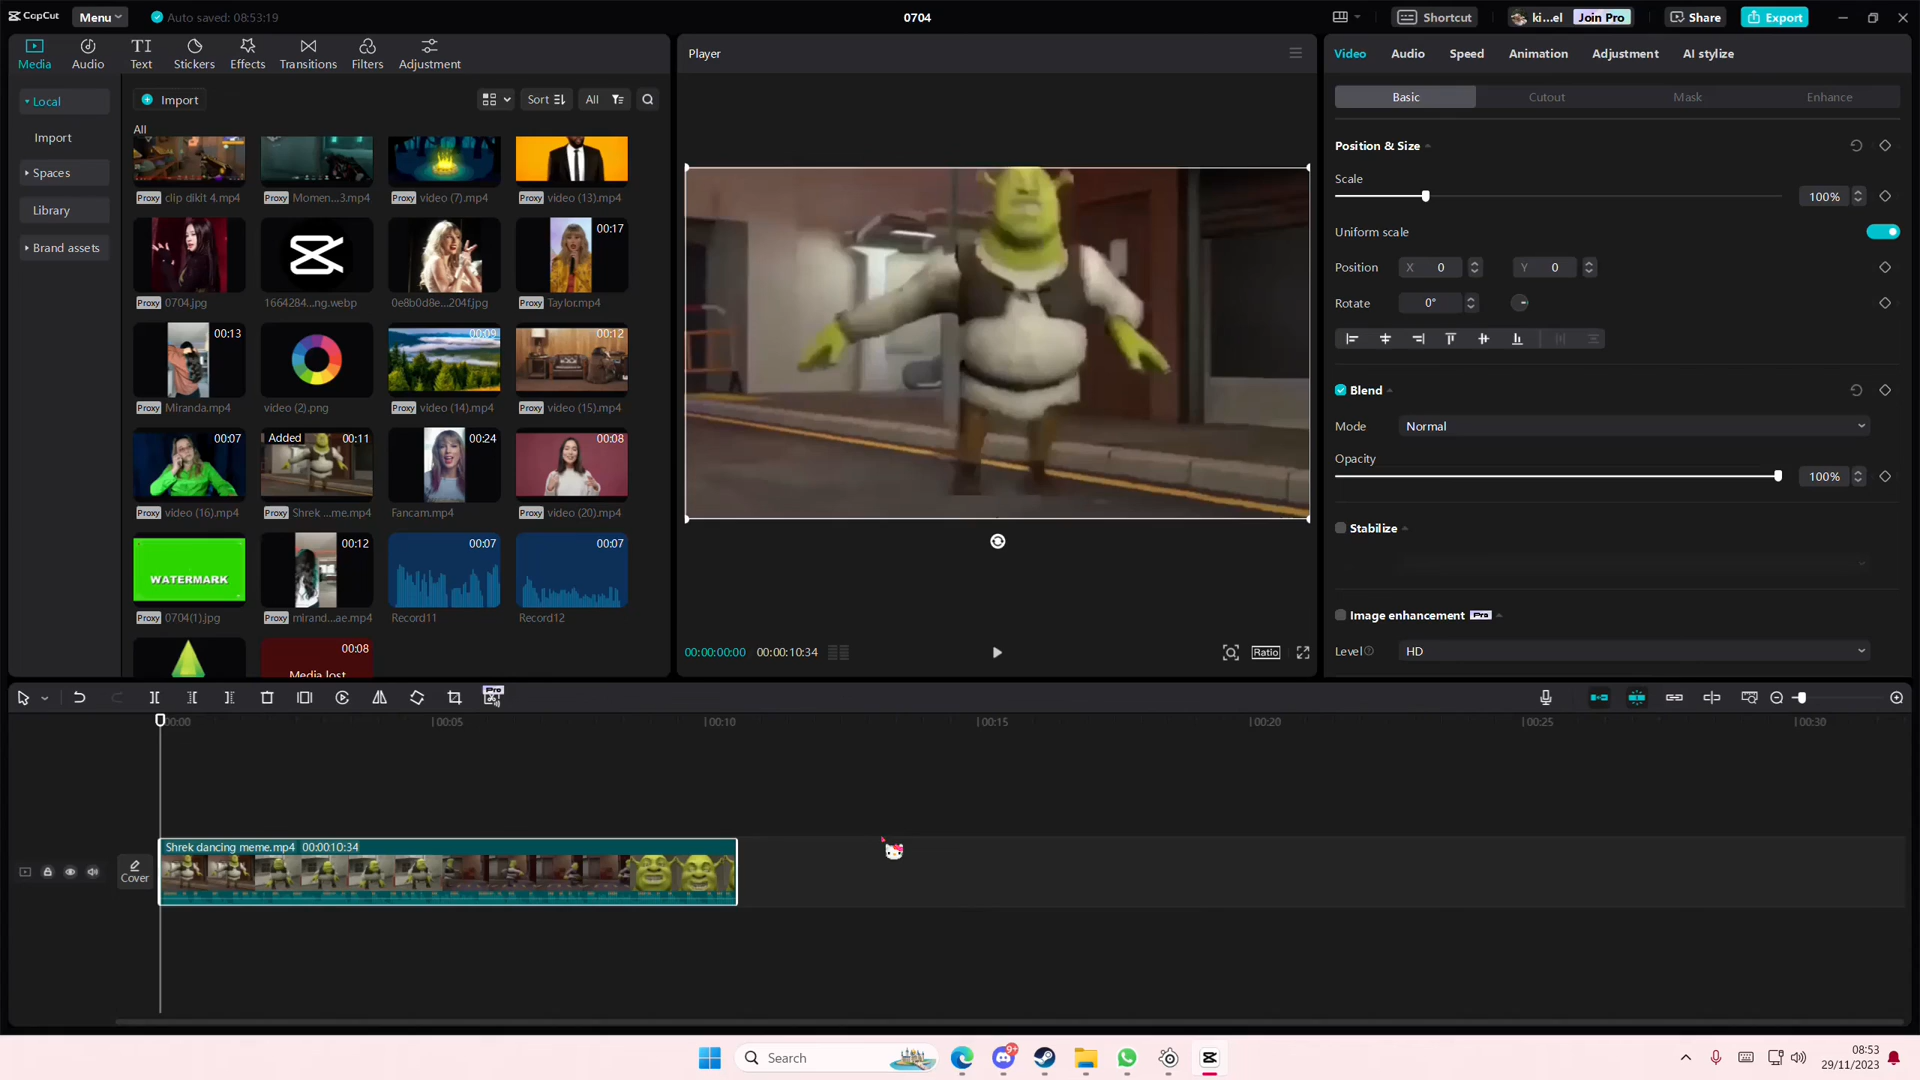 CapCut
Menu
Auto saved: 08:53:19
0704
Shortcut
ki...el
Join Pro
Share
Export
Media
Audio
Text
Stickers
Effects
Transitions
Filters
Adjustment
Player
Video
Audio
Speed
Animation
Adjustment
AI stylize
Local
Import
Spaces
Library
Brand assets
Import
Sort
All
All
Proxy clip dikit 4.mp4
Proxy Momen...3.mp4
Proxy video (7).mp4
Proxy video (13).mp4
00:17
Proxy 0704.jpg
1664284...ng.webp
0e8b0d8e...204f.jpg
Proxy Taylor.mp4
00:13
00:09
00:12
Proxy Miranda.mp4
video (2).png
Proxy video (14).mp4
Proxy video (15).mp4
00:07
Added 00:11
00:24
00:08
Proxy video (16).mp4
Proxy Shrek ...me.mp4
Fancam.mp4
Proxy video (20).mp4
WATERMARK
00:12
00:07
00:07
Proxy 0704(1).jpg
Proxy mirand...ae.mp4
Record11
Record12
00:08
Media lost
00:00:00:00
00:00:10:34
Ratio
Basic
Cutout
Mask
Enhance
Position & Size
Scale
100%
Uniform scale
Position
X 0
Y 0
Rotate
0°
Blend
Mode
Normal
Opacity
100%
Stabilize
Image enhancement Pro
Level
HD
Pro
00:00
00:05
00:10
00:15
00:20
00:25
00:30
Shrek dancing meme.mp4 00:00:10:34
Cover
Search
9+
08:53
29/11/2023